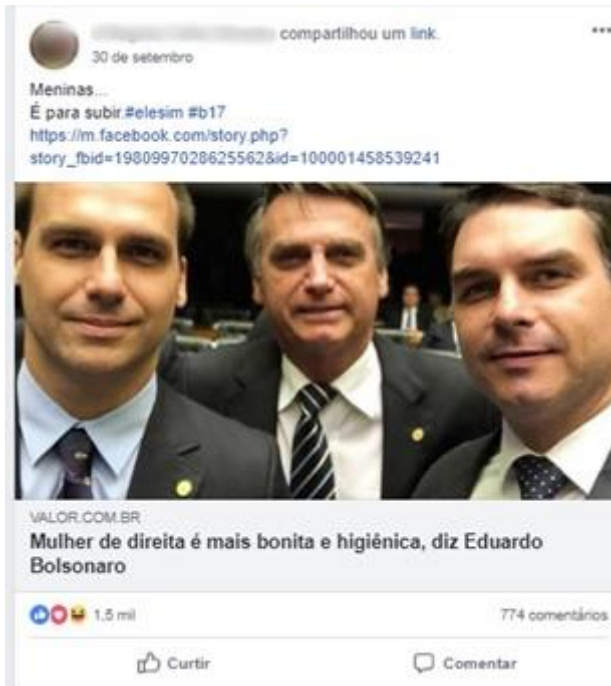 compartilhou um link.
30 de setembro
Meninas...
É para subir.#elesim #b17
https://m.facebook.com/story.php?
story_fbid=1980997028625562&id=100001458539241
VALOR.COM.BR
Mulher de direita é mais bonita e higiênica, diz Eduardo
Bolsonaro
1,5 mil
774 comentários
Curtir
Comentar